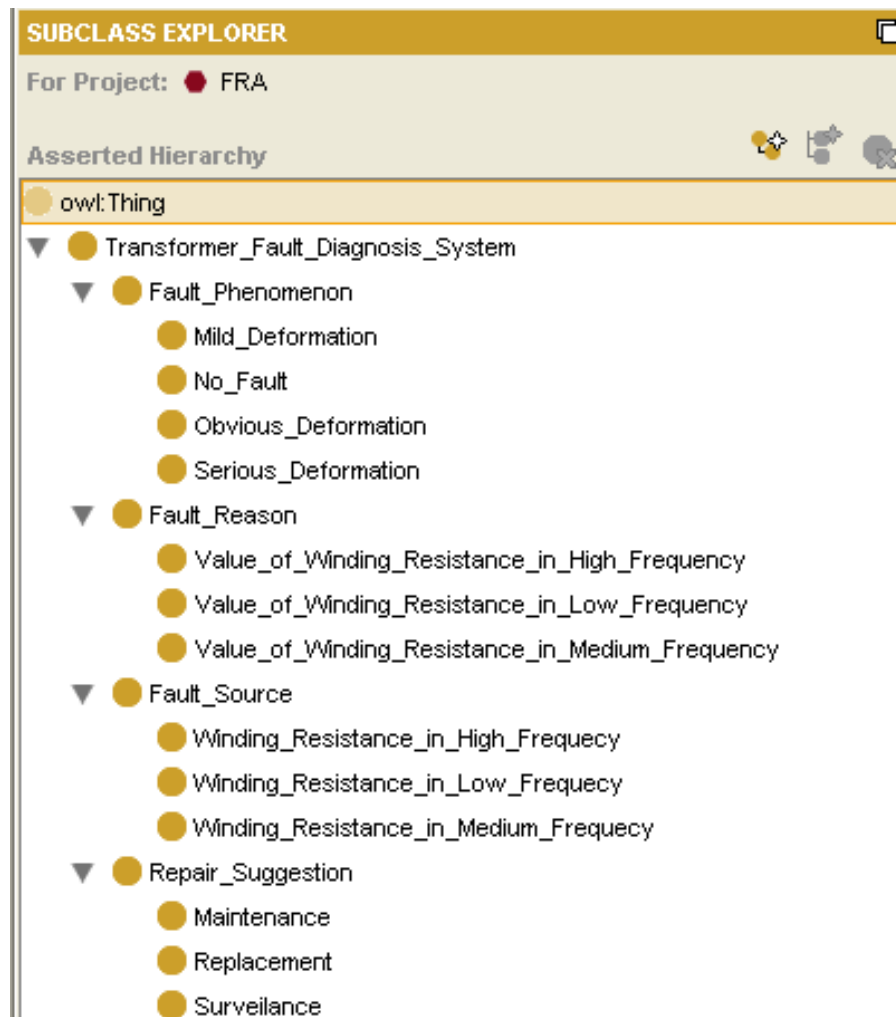 SUBCLASS EXPLORER
For Project: FRA
Asserted Hierarchy
owl:Thing
Transformer_Fault_Diagnosis_System
Fault_Phenomenon
Mild_Deformation
No_Fault
Obvious_Deformation
Serious_Deformation
Fault_Reason
Value_of_Winding_Resistance_in_High_Frequency
Value_of_Winding_Resistance_in_Low_Frequency
Value_of_Winding_Resistance_in_Medium_Frequency
Fault_Source
Winding_Resistance_in_High_Frequecy
Winding_Resistance_in_Low_Frequecy
Winding_Resistance_in_Medium_Frequecy
Repair_Suggestion
Maintenance
Replacement
Surveilance